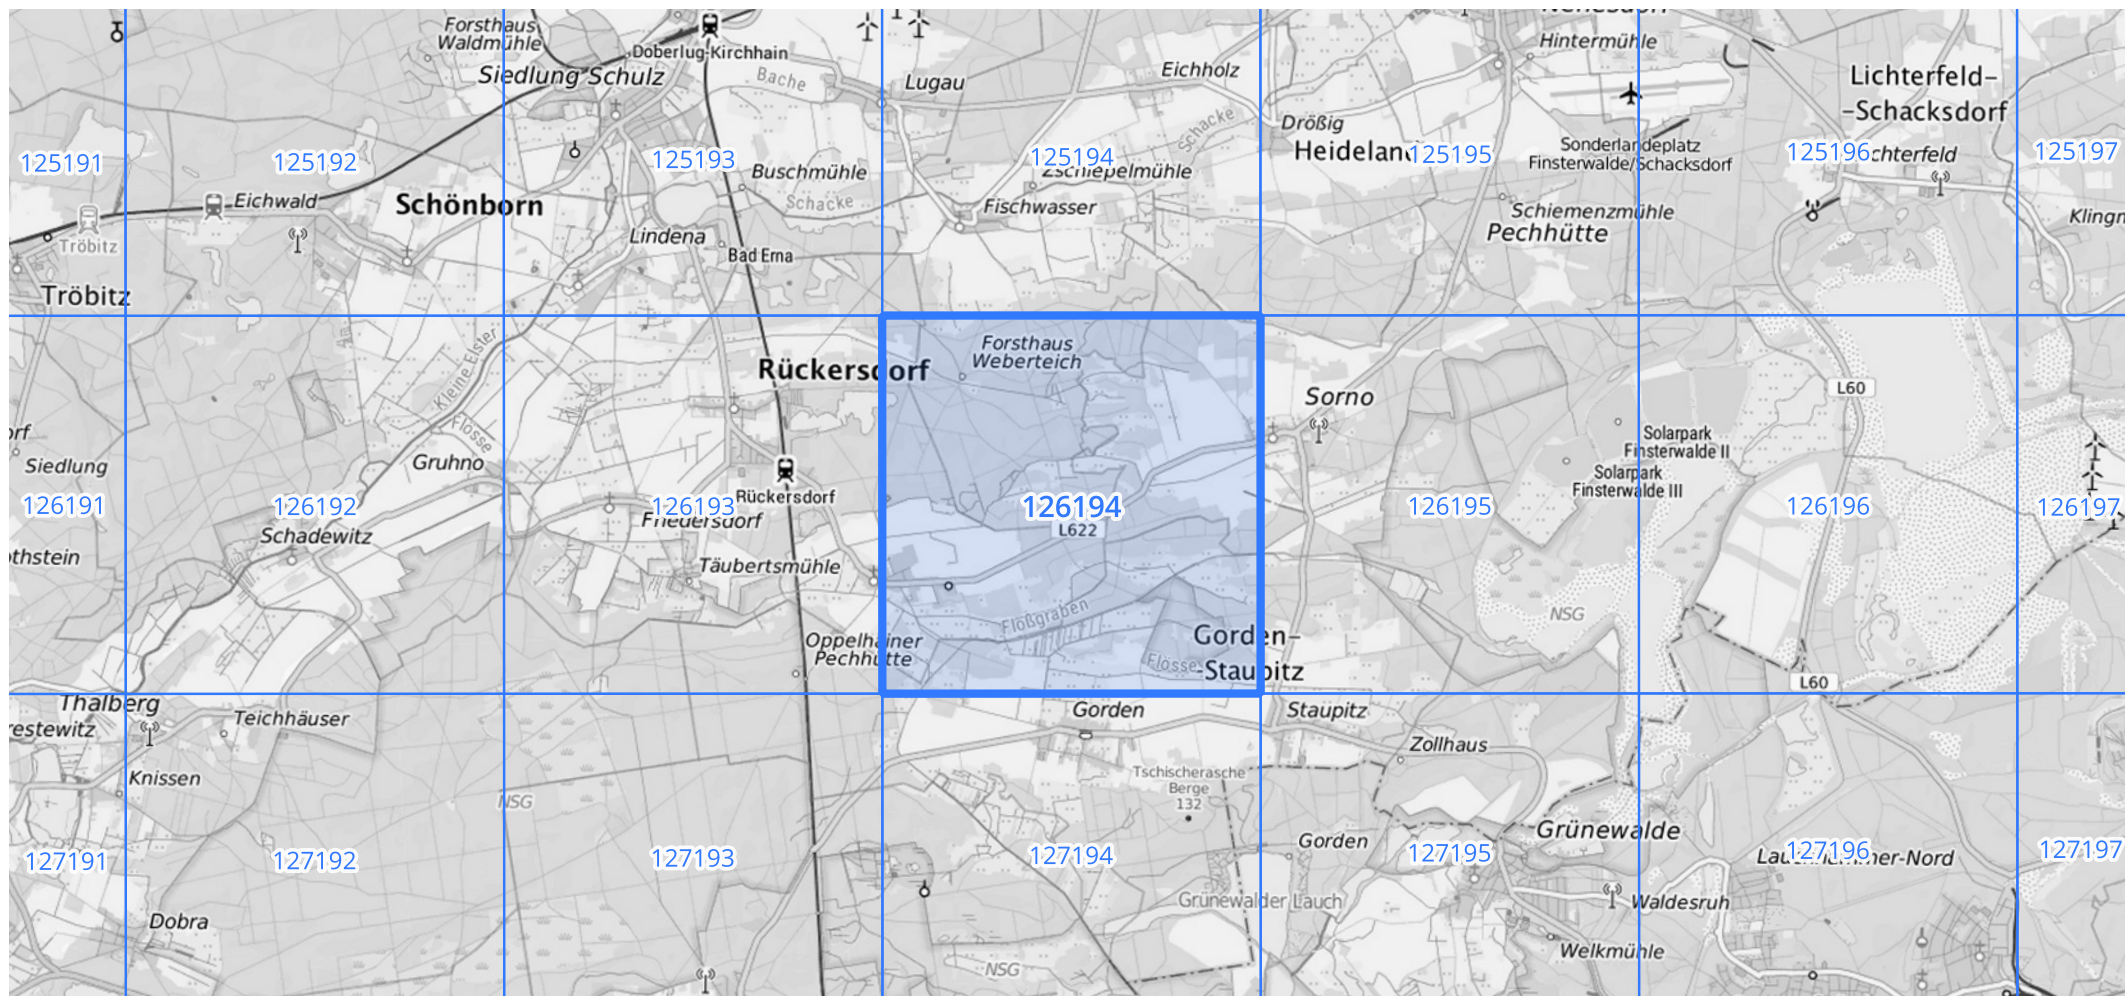 Forsthaus
Waldmühle
Doberlug-Kirchhain
Siedlung Schulz
Bache
Lugau
Eichholz
Hintermühle
Lichterfeld-
-Schacksdorf
Schacke
Drößig
Heideland
Sonderlandeplatz
Finsterwalde/Schacksdorf
125191
125192
125193
125194
125195
125196
125197
Buschmühle
Zschiepelmühle
Eichwald
Schönborn
Schacke
Fischwasser
Schiemenzmühle
Pechhütte
Tröbitz
Lindena
Bad Erna
Tröbitz
Forsthaus
Weberteich
Kleine Elster
Rückersdorf
Sorno
L60
Flösse
Siedlung
Gruhno
Solarpark
Finsterwalde II
Solarpark
Finsterwalde III
Rückersdorf
126191
126192
126193
126194
126195
126196
126197
Friedersdorf
L622
Schadewitz
Täubertsmühle
NSG
Floßgraben
Oppelhainer
Pechhütte
Gorden-
-Staupitz
Flösse
L60
Thalberg
Teichhäuser
Gorden
Staupitz
Zollhaus
Knissen
NSG
Tschischerasche
Berge
132
Gorden
Grünewalde
127191
127192
127193
127194
127195
127196
127197
Grünewalder Lauch
Waldesruh
Dobra
Welkmühle
NSG